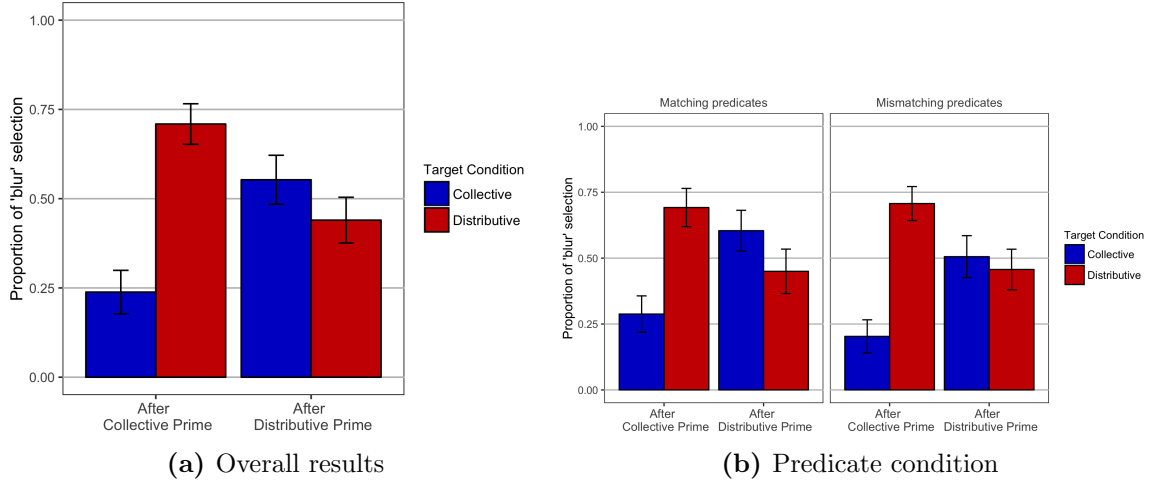 Proportion of 'blur' selection
1.00
0.75
0.50
0.25
0.00
After
Collective Prime
After
Distributive Prime
Target Condition
Collective
Distributive
(a) Overall results
Matching predicates
Mismatching predicates
Proportion of 'blur' selection
1.00
0.75
0.50
0.25
0.00
After
Collective Prime
After
Distributive Prime
After
Collective Prime
After
Distributive Prime
Target Condition
Collective
Distributive
(b) Predicate condition